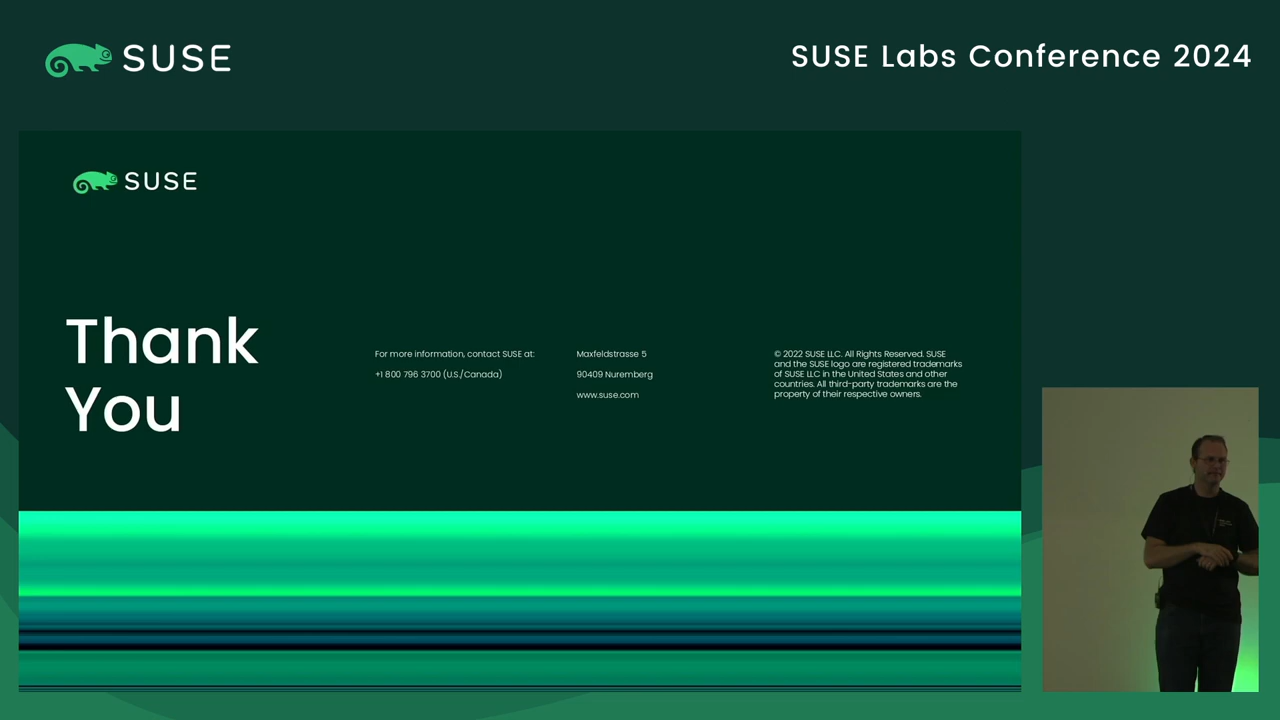 SUSE
SUSE Labs Conference 2024
SUSE
Thank
You
For more information, contact SUSE at:
+1 800 796 3700 (U.S./Canada)
Maxfeldstrasse 5
90409 Nuremberg
www.suse.com
© 2022 SUSE LLC. All Rights Reserved. SUSE
and the SUSE logo are registered trademarks
of SUSE LLC in the United States and other
countries. All third-party trademarks are the
property of their respective owners.